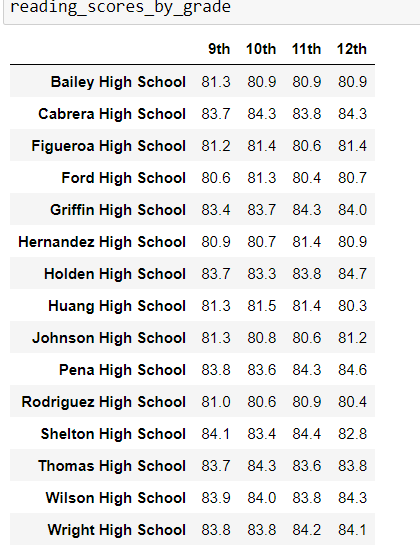 reading_scores_by_grade
9th 10th 11th 12th
Bailey High School 81.3 80.9 80.9 80.9
Cabrera High School 83.7 84.3 83.8 84.3
Figueroa High School 81.2 81.4 80.6 81.4
Ford High School 80.6 81.3 80.4 80.7
Griffin High School 83.4 83.7 84.3 84.0
Hernandez High School 80.9 80.7 81.4 80.9
Holden High School 83.7 83.3 83.8 84.7
Huang High School 81.3 81.5 81.4 80.3
Johnson High School 81.3 80.8 80.6 81.2
Pena High School 83.8 83.6 84.3 84.6
Rodriguez High School 81.0 80.6 80.9 80.4
Shelton High School 84.1 83.4 84.4 82.8
Thomas High School 83.7 84.3 83.6 83.8
Wilson High School 83.9 84.0 83.8 84.3
Wright High School 83.8 83.8 84.2 84.1